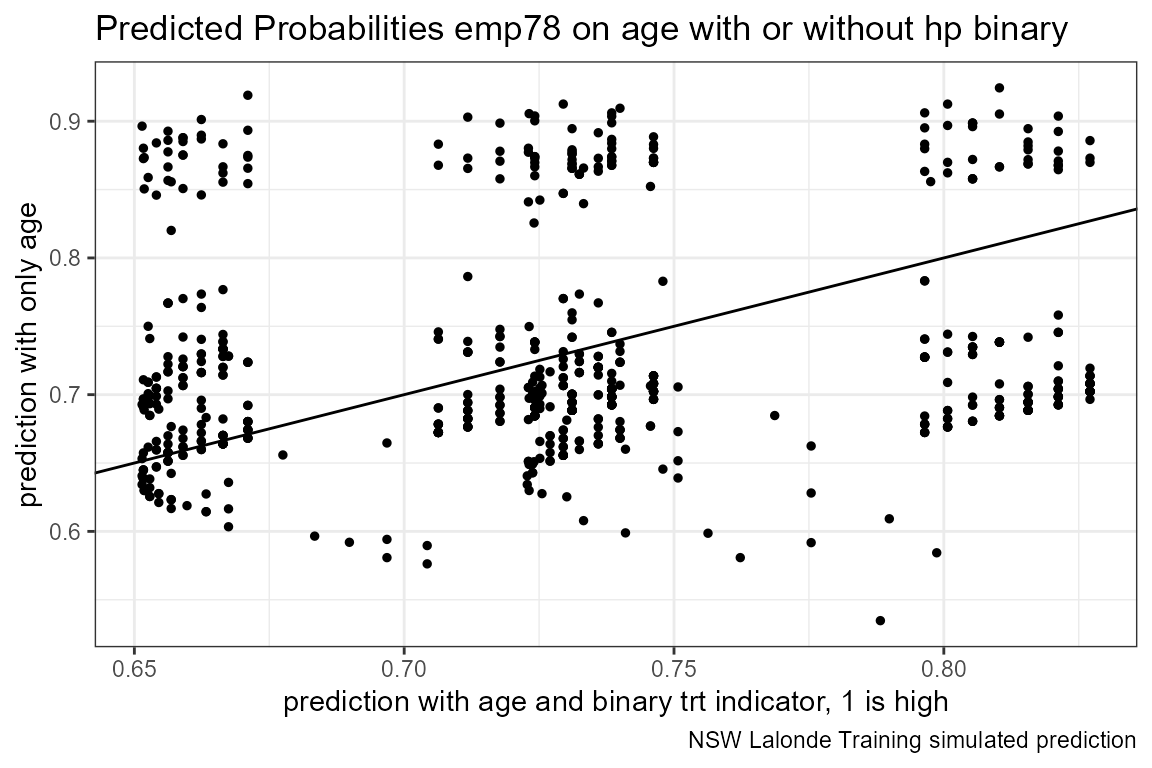 Predicted Probabilities emp78 on age with or without hp binary
prediction with only age
0.9
0.8
0.7
0.6
0.65 0.70 0.75 0.80
prediction with age and binary trt indicator, 1 is high
NSW Lalonde Training simulated prediction